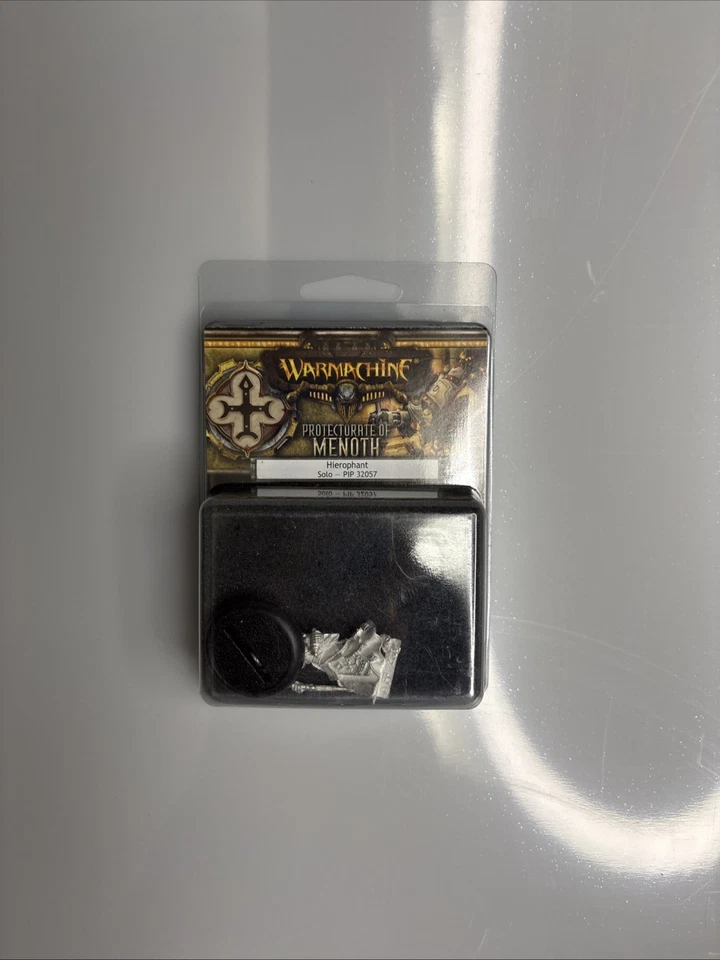 WARMACHINE®
PROTECTORATE OF
MENOTH
Hierophant
Solo — PIP 32057